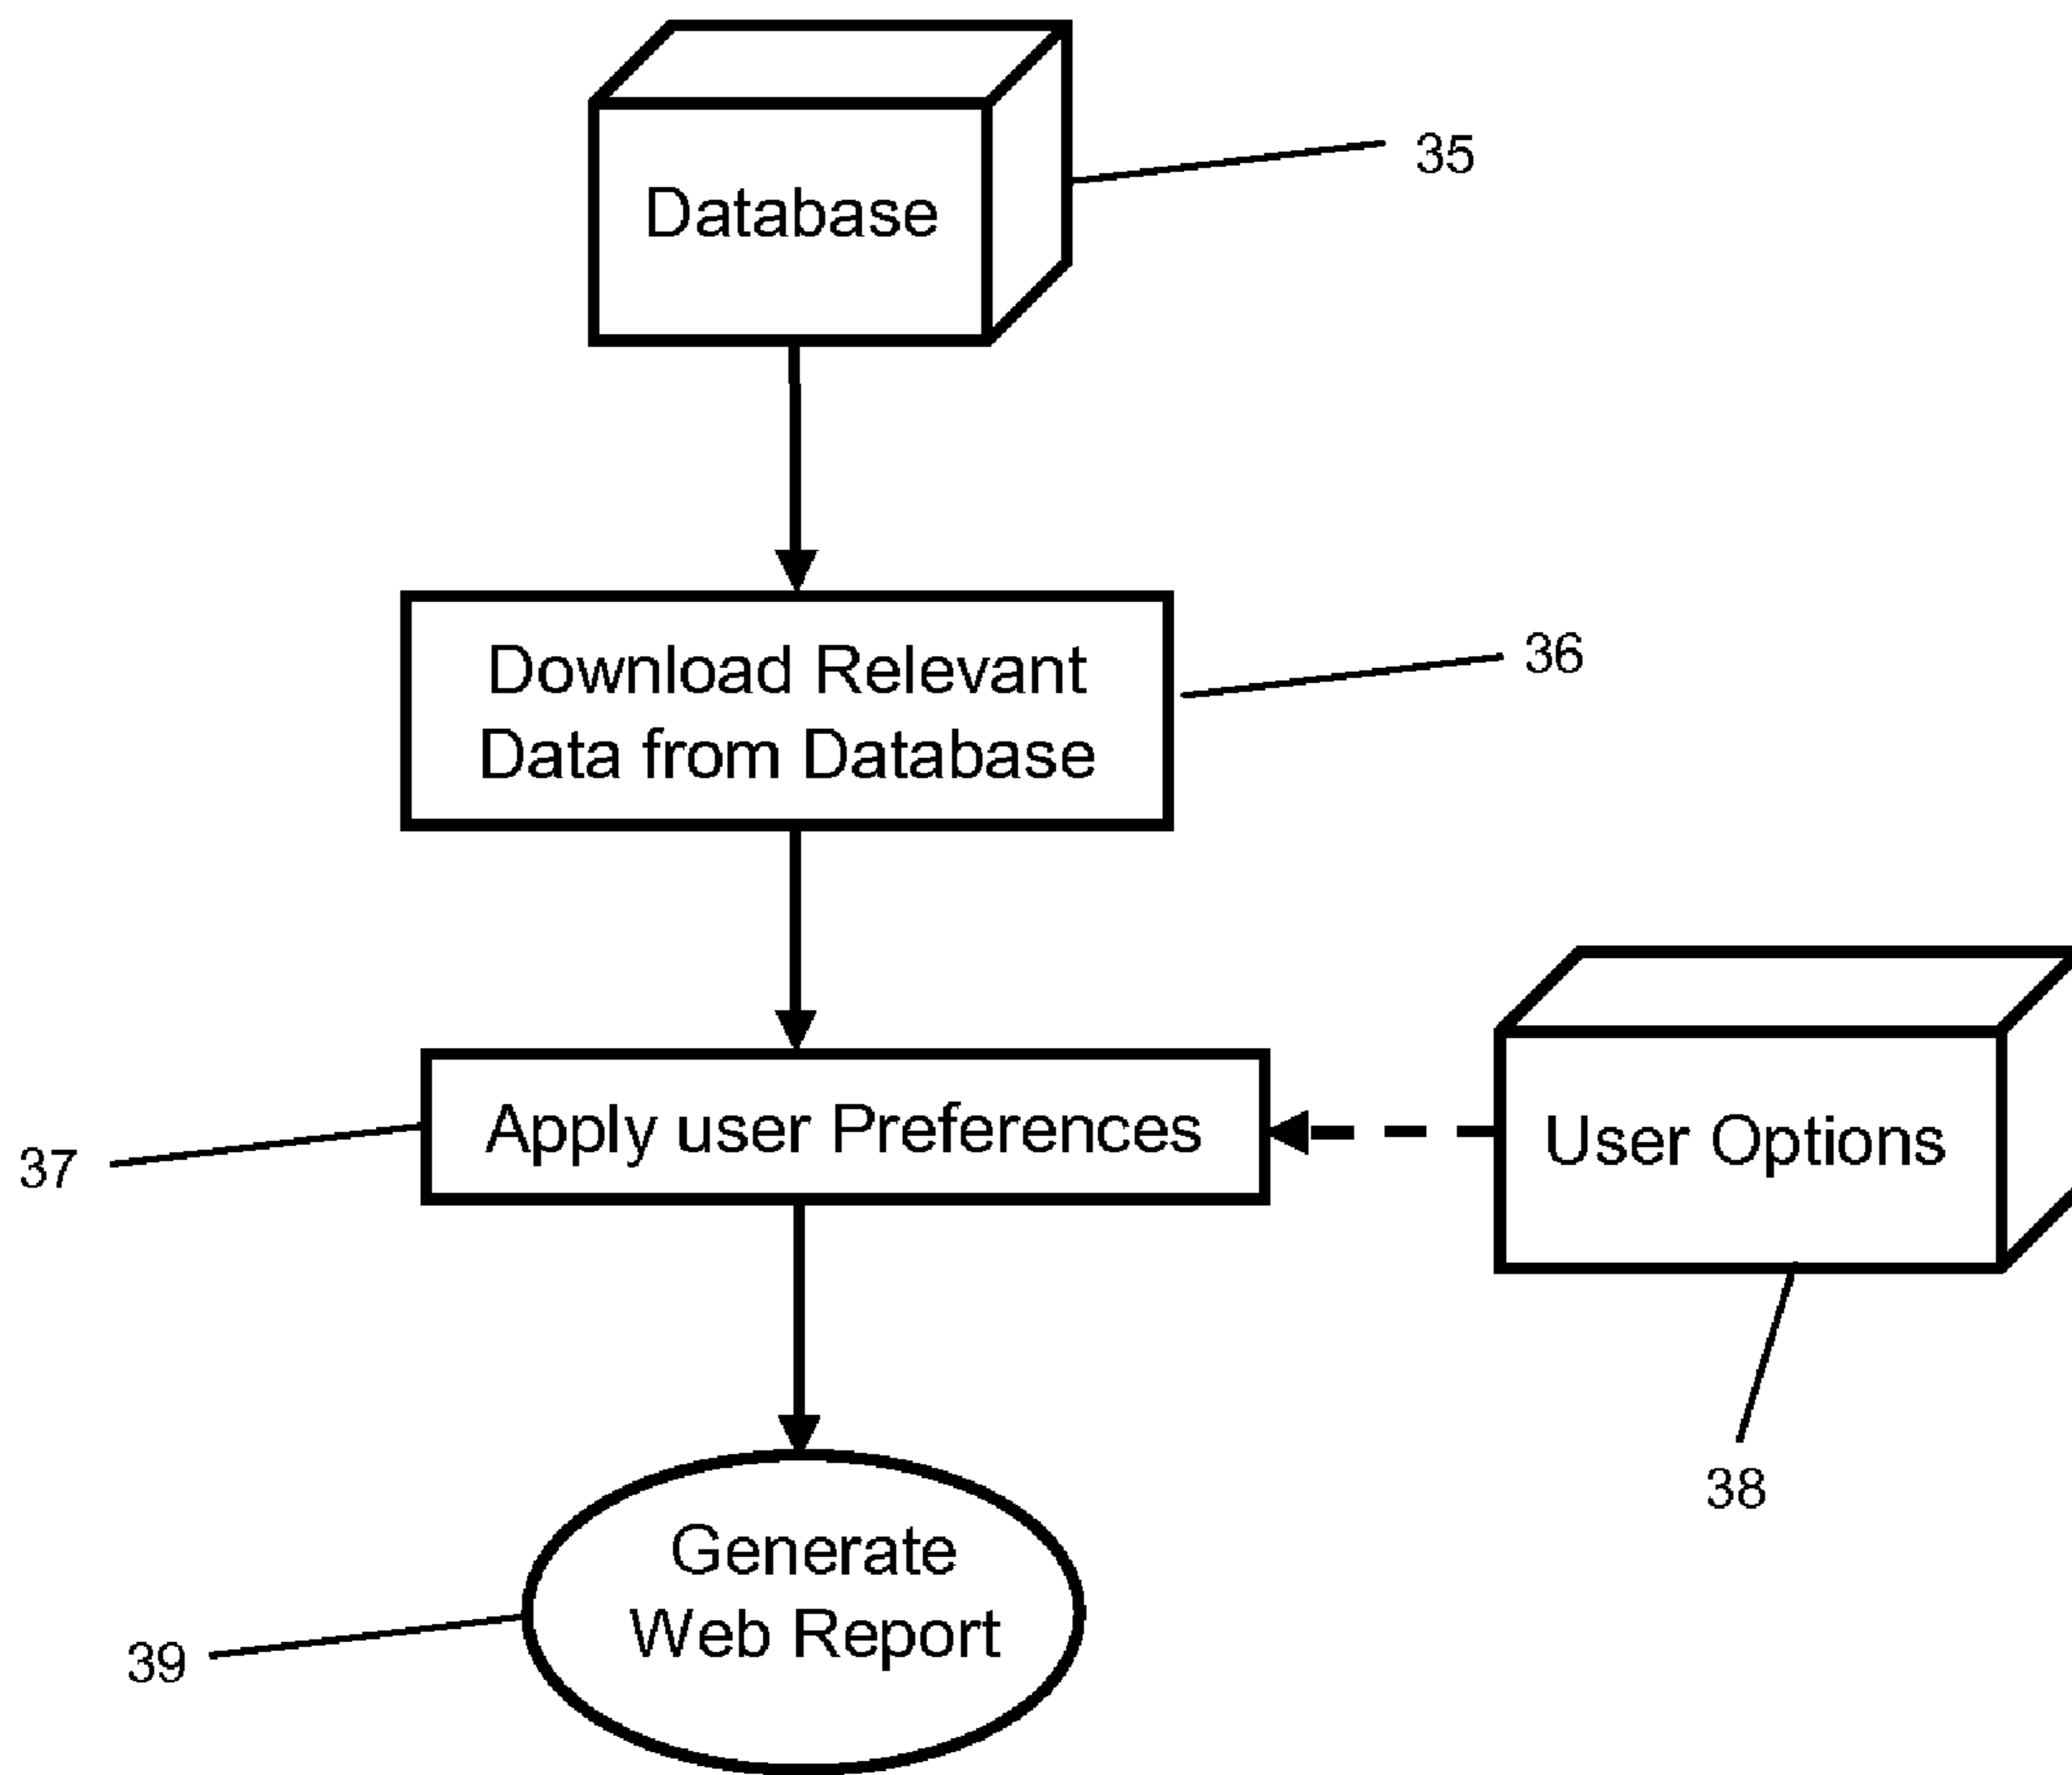 Database
35
Download Relevant
Data from Database
36
Apply user Preferences
User Options
37
38
Generate
Web Report
39